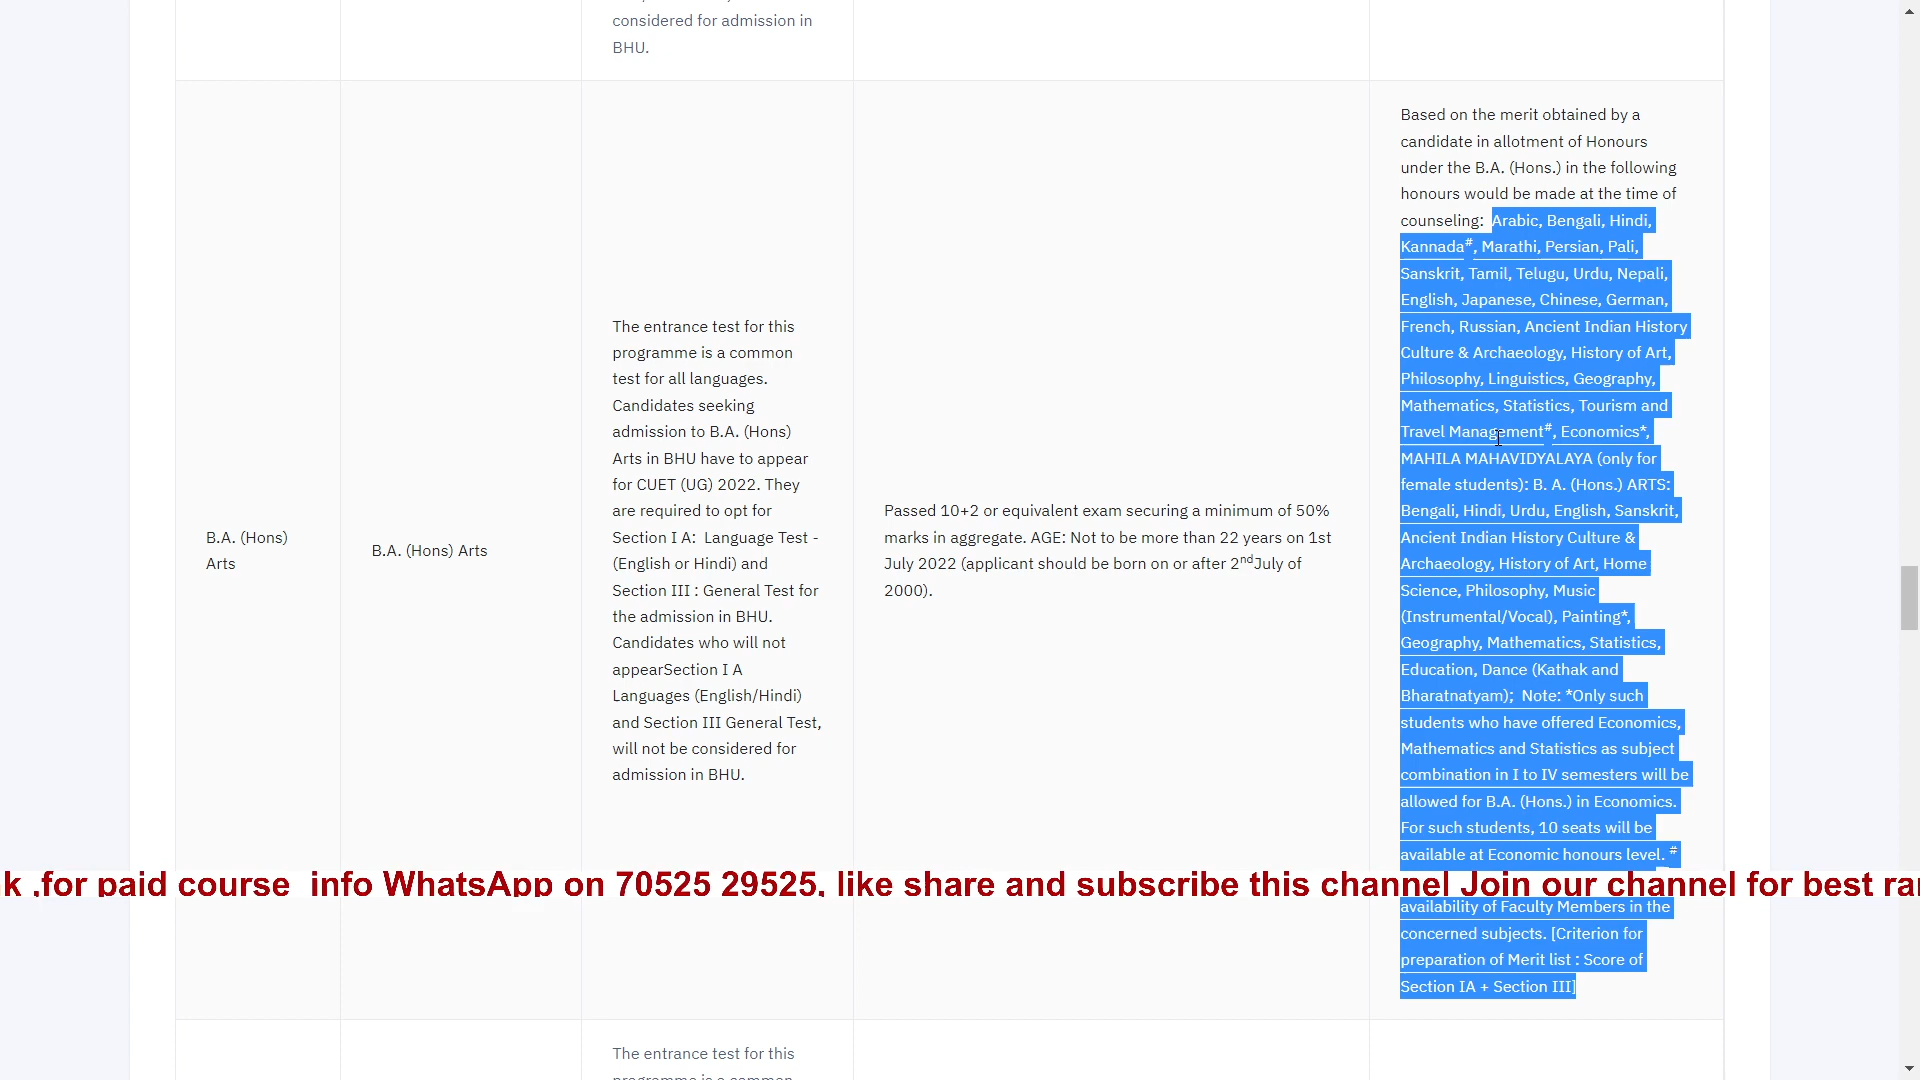 considered for admission in
BHU.
B.A. (Hons)
Arts
B.A. (Hons) Arts
The entrance test for this
programme is a common
test for all languages.
Candidates seeking
admission to B.A. (Hons)
Arts in BHU have to appear
for CUET (UG) 2022. They
are required to opt for
Section I A:  Language Test -
(English or Hindi) and
Section III : General Test for
the admission in BHU.
Candidates who will not
appearSection I A
Languages (English/Hindi)
and Section III General Test,
will not be considered for
admission in BHU.
Passed 10+2 or equivalent exam securing a minimum of 50%
marks in aggregate. AGE: Not to be more than 22 years on 1st
July 2022 (applicant should be born on or after 2ndJuly of
2000).
Based on the merit obtained by a
candidate in allotment of Honours
under the B.A. (Hons.) in the following
honours would be made at the time of
counseling:  Arabic, Bengali, Hindi,
Kannada#, Marathi, Persian, Pali,
Sanskrit, Tamil, Telugu, Urdu, Nepali,
English, Japanese, Chinese, German,
French, Russian, Ancient Indian History
Culture & Archaeology, History of Art,
Philosophy, Linguistics, Geography,
Mathematics, Statistics, Tourism and
Travel Management#, Economics*,
MAHILA MAHAVIDYALAYA (only for
female students): B. A. (Hons.) ARTS:
Bengali, Hindi, Urdu, English, Sanskrit,
Ancient Indian History Culture &
Archaeology, History of Art, Home
Science, Philosophy, Music
(Instrumental/Vocal), Painting*,
Geography, Mathematics, Statistics,
Education, Dance (Kathak and
Bharatnatyam);  Note: *Only such
students who have offered Economics,
Mathematics and Statistics as subject
combination in I to IV semesters will be
allowed for B.A. (Hons.) in Economics.
For such students, 10 seats will be
available at Economic honours level. #
availability of Faculty Members in the
concerned subjects. [Criterion for
preparation of Merit list : Score of
Section IA + Section III]
k ,for paid course  info WhatsApp on 70525 29525, like share and subscribe this channel Join our channel for best ra
The entrance test for this
programme is a common